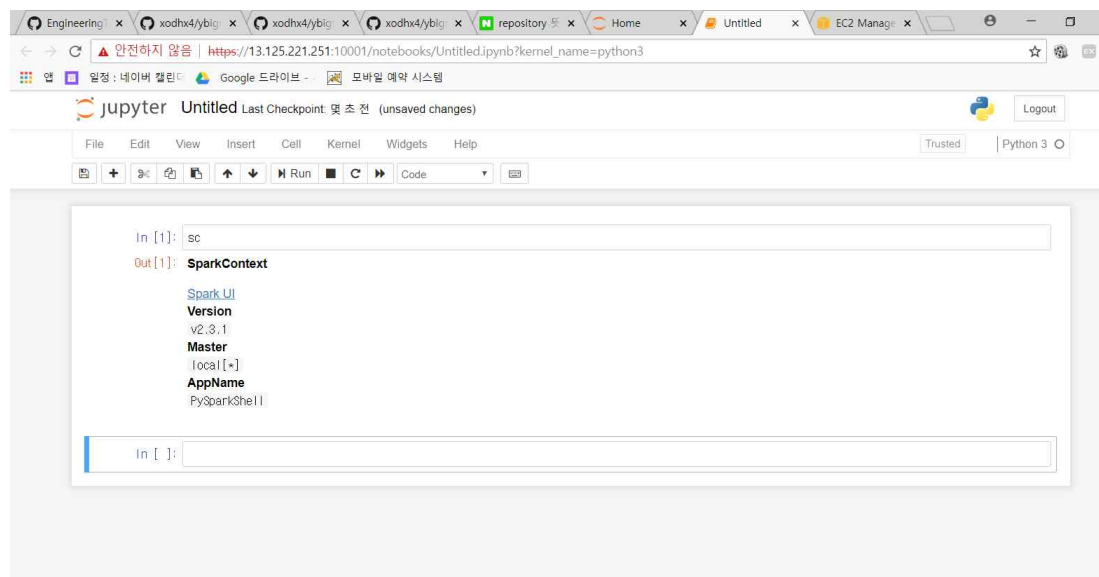 EngineeringT xodhx4/ybig xodhx4/ybig xodhx4/ybig repository 뜻 Home Untitled EC2 Manage
안전하지 않음 | https://13.125.221.251:10001/notebooks/Untitled.ipynb?kernel_name=python3
앱 일정 : 네이버 캘린더 Google 드라이브 - 모바일 예약 시스템
jupyter Untitled Last Checkpoint: 몇 초 전 (unsaved changes) Logout
File Edit View Insert Cell Kernel Widgets Help Trusted Python 3
Run Code
In [1]: sc
Out[1]: SparkContext
Spark UI
Version
v2.3.1
Master
local[*]
AppName
PySparkShell
In [ ]: